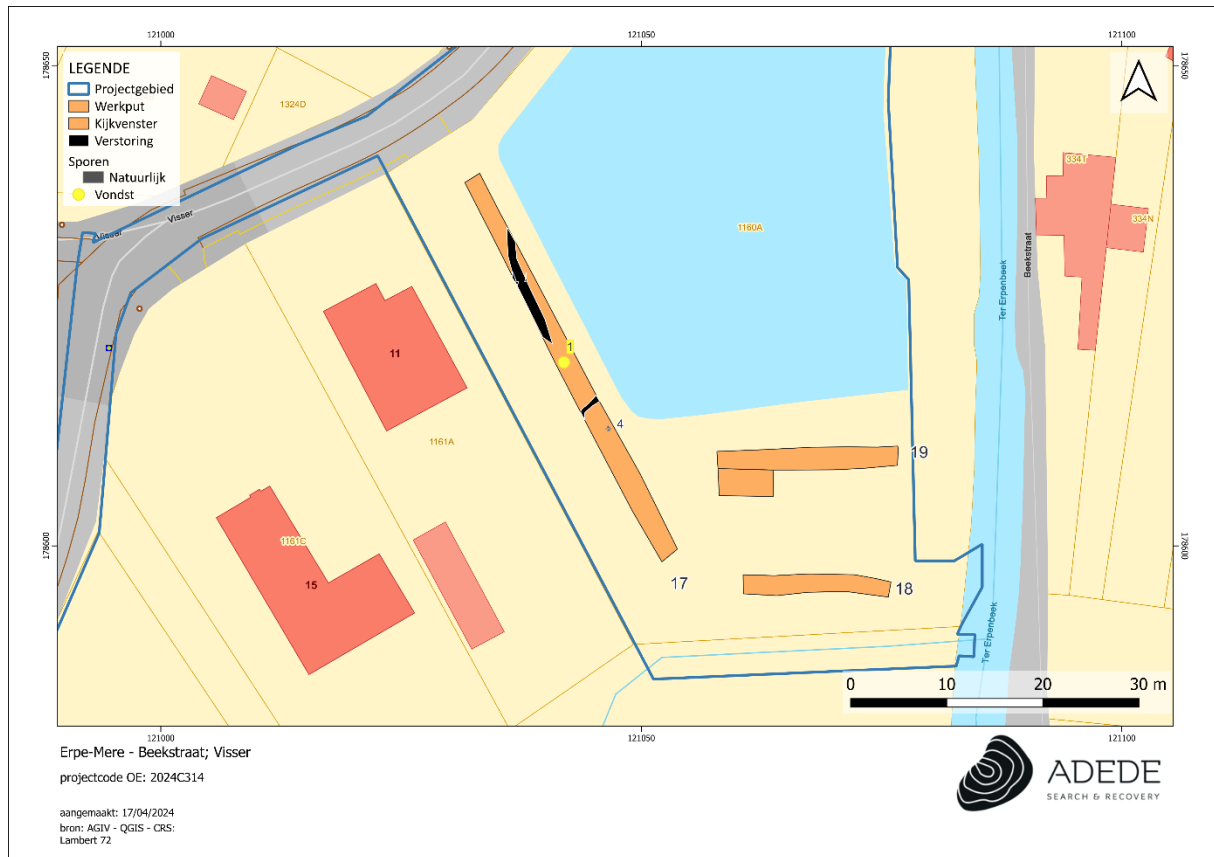 121000
121050
121100
178650
178650
LEGENDE
Projectgebied
Werkput
Kijkvenster
Verstoring
Sporen
Natuurlijk
Vondst
1324D
Visser
Visser
1160A
334T
334N
Beekstraat
Ter Erpenbeek
11
1
4
1161A
19
178600
178600
1161C
15
17
18
Ter Erpenbeek
0 10 20 30 m
121000
121050
121100
Erpe-Mere - Beekstraat; Visser
projectcode OE: 2024C314
aangemaakt: 17/04/2024
bron: AGIV - QGIS - CRS:
Lambert 72
ADEDE
SEARCH & RECOVERY